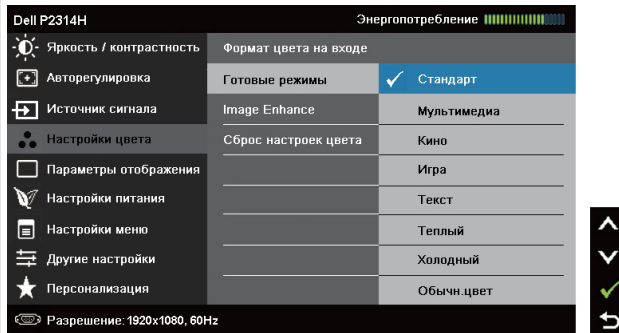 Dell P2314H Энергопотребление
Яркость / контрастность Формат цвета на входе
Авторегулировка Готовые режимы Стандарт
Источник сигнала Image Enhance Мультимедиа
Настройки цвета Сброс настроек цвета Кино
Параметры отображения Игра
Настройки питания Текст
Настройки меню Теплый
Другие настройки Холодный
Персонализация Обычн.цвет
Разрешение: 1920x1080, 60Hz